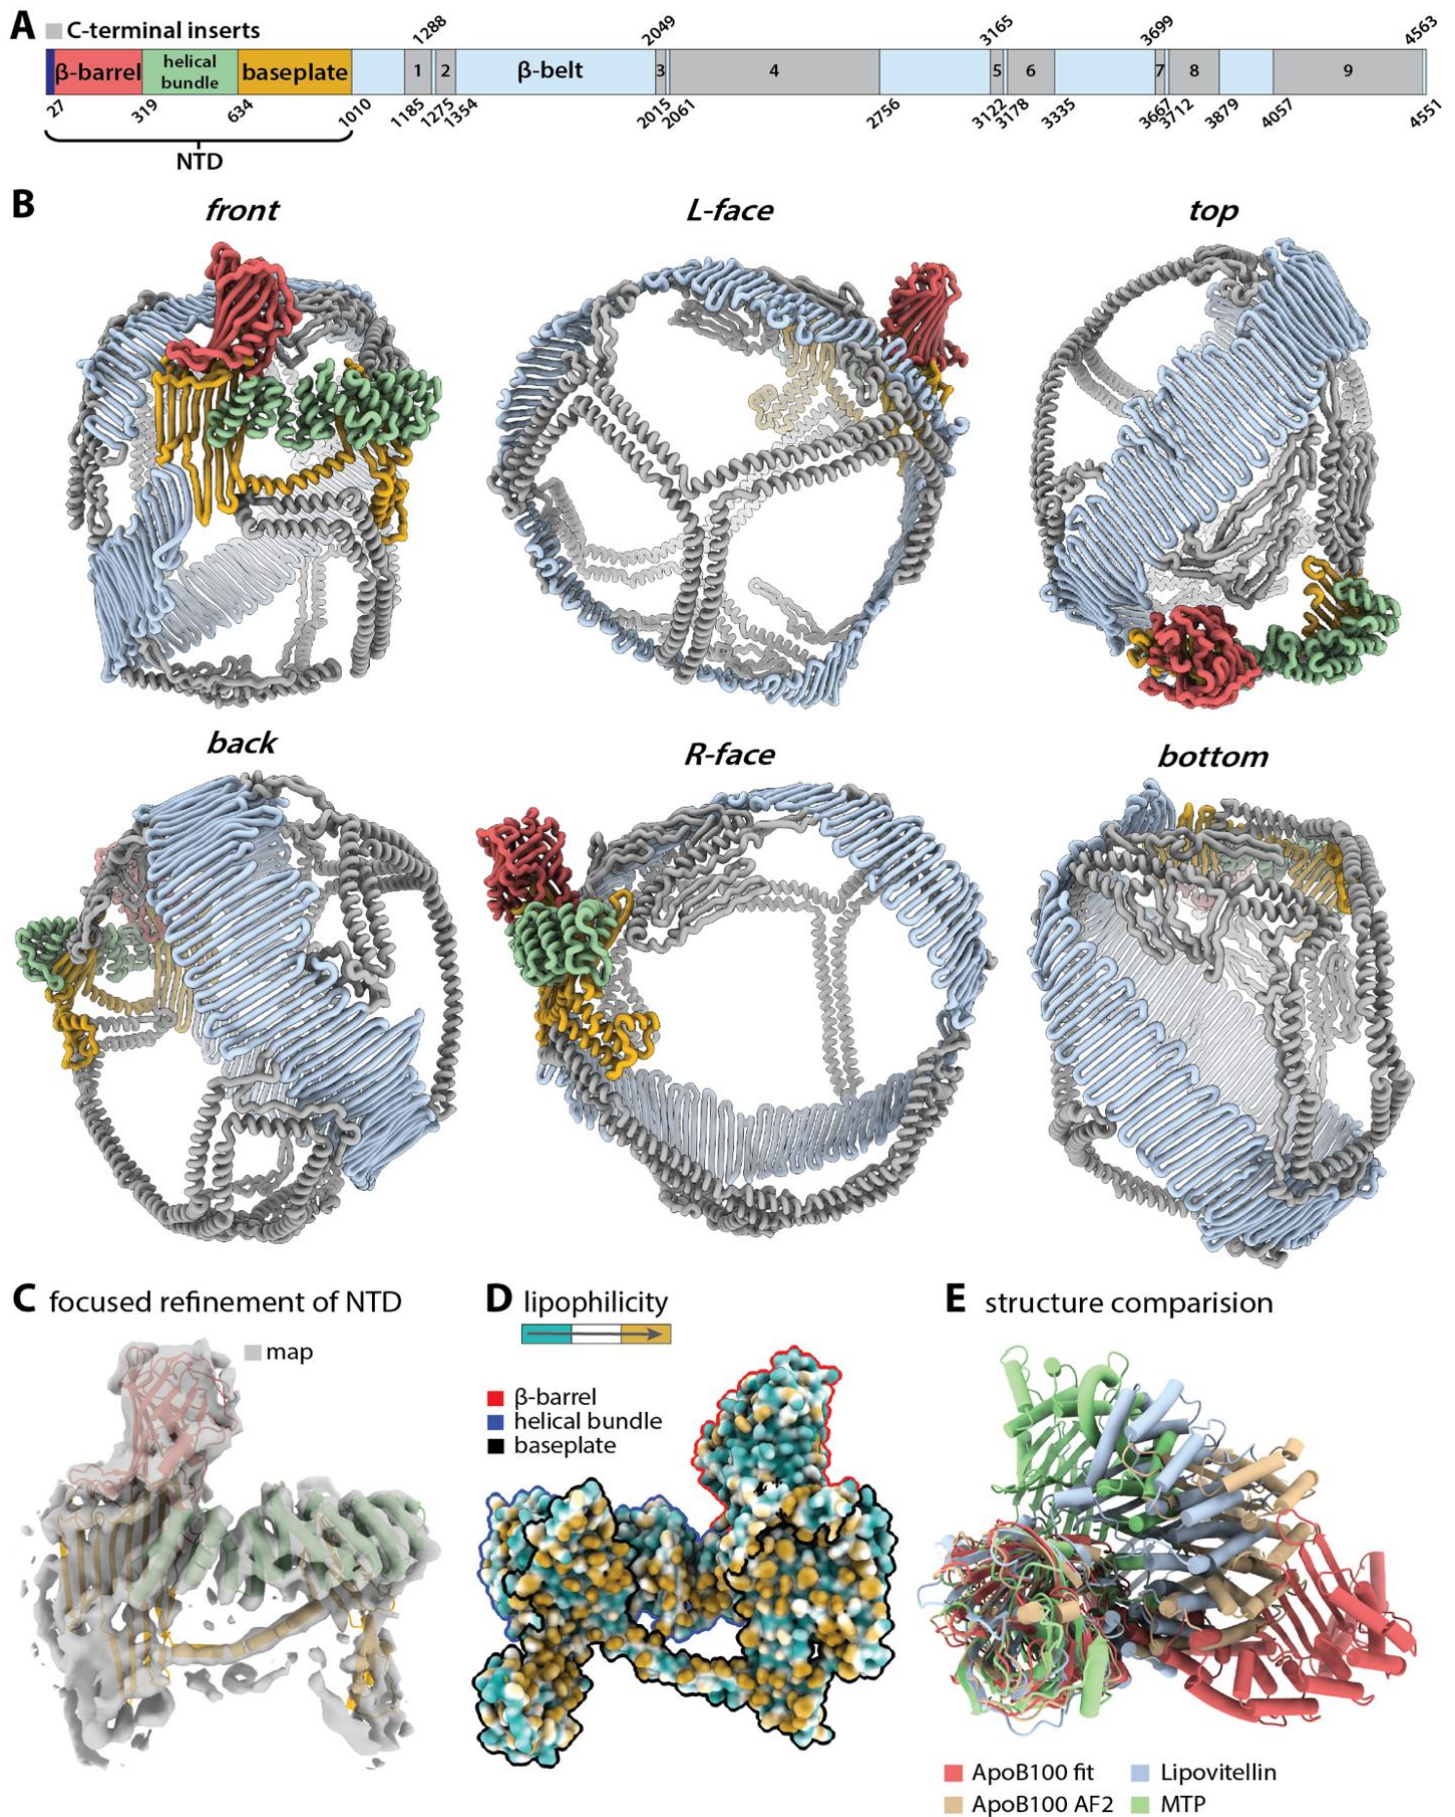 A
C-terminal inserts
1288
2049
3165
3699
4563
β-barrel
helical
bundle
baseplate
1
2
β-belt
3
4
5
6
7
8
9
27
319
634
1010
1185
1275
1354
2015
2061
2756
3122
3178
3335
3667
3712
3879
4057
4551
NTD
B
front
L-face
top
back
R-face
bottom
C focused refinement of NTD
map
D lipophilicity
β-barrel
helical bundle
baseplate
E structure comparision
ApoB100 fit
Lipovitellin
ApoB100 AF2
MTP